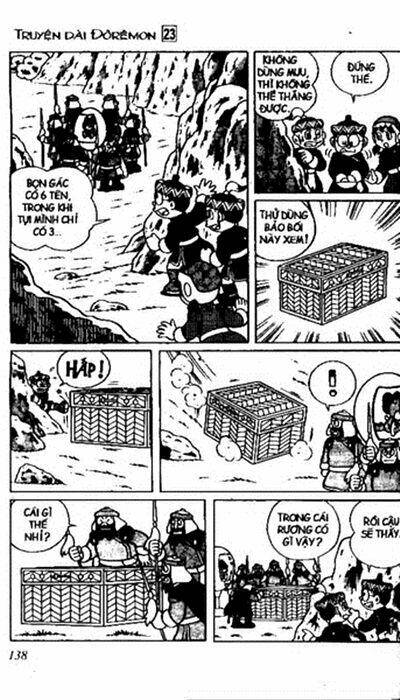 TRUYỆN DÀI ĐÔRÊMON 23
BỌN GÁC
CÓ 6 TÊN,
TRONG KHI
TỤI MÌNH CHỈ
CÓ 3...
KHÔNG
DÙNG MƯU,
THÌ KHÔNG
THỂ THẮNG
ĐƯỢC.
ĐÚNG
THẾ.
THỬ DÙNG
BẢO BỐI
NÀY XEM!
HẤP!
!
CÁI GÌ
THẾ
NHỈ?
TRONG CÁI
RƯƠNG CÓ
GÌ VẬY?
RỒI CẬU
SẼ THẤY.
138